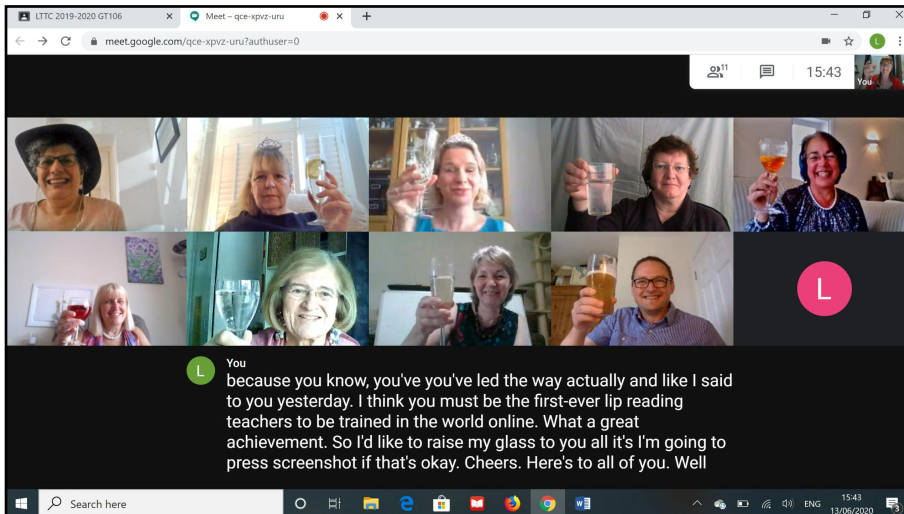 LTTC 2019-2020 GT106
Meet – qce-xpvz-uru
meet.google.com/qce-xpvz-uru?authuser=0
L
11
15:43
You
L
L
You
because you know, you've you've led the way actually and like I said
to you yesterday. I think you must be the first-ever lip reading
teachers to be trained in the world online. What a great
achievement. So I'd like to raise my glass to you all it's I'm going to
press screenshot if that's okay. Cheers. Here's to all of you. Well
Search here
ENG
15:43
13/06/2020
3